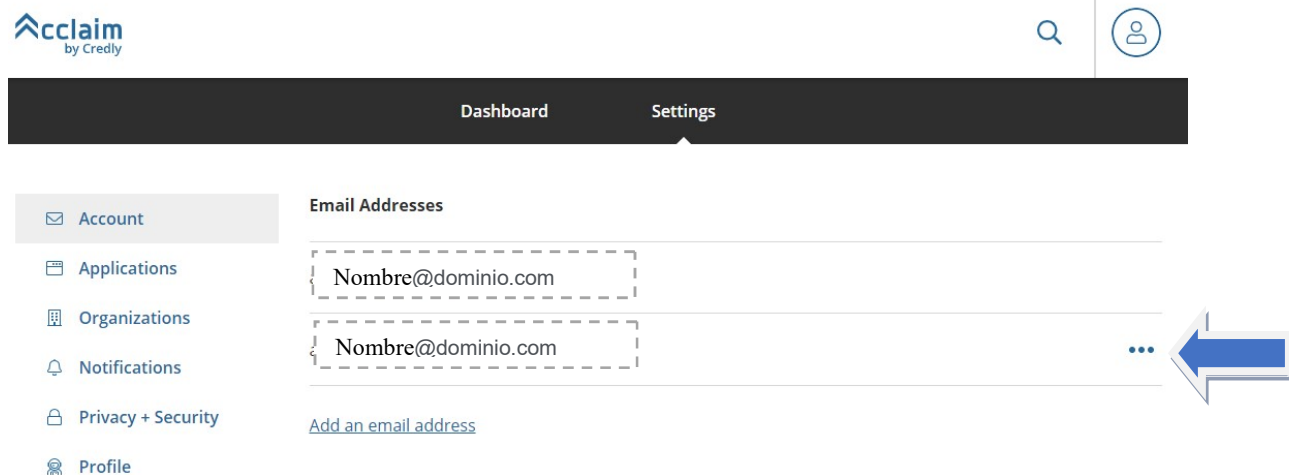 Acclaim
by Credly
Dashboard Settings
Account
Applications
Organizations
Notifications
Privacy + Security
Profile
Email Addresses
Nombre@dominio.com
Nombre@dominio.com
Add an email address